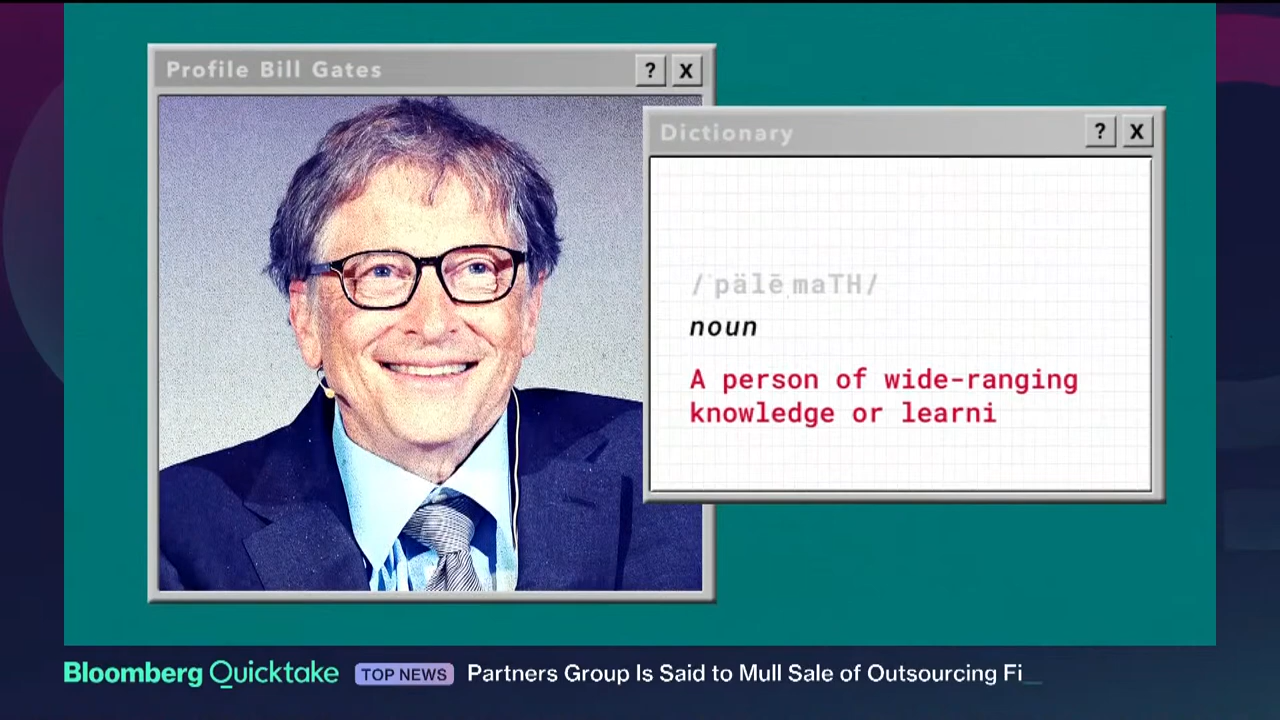 Profile Bill Gates
? X
Dictionary
? X
/ˈpälēˌmaTH/
noun
A person of wide-ranging
knowledge or learni
Bloomberg Quicktake TOP NEWS Partners Group Is Said to Mull Sale of Outsourcing Fi_